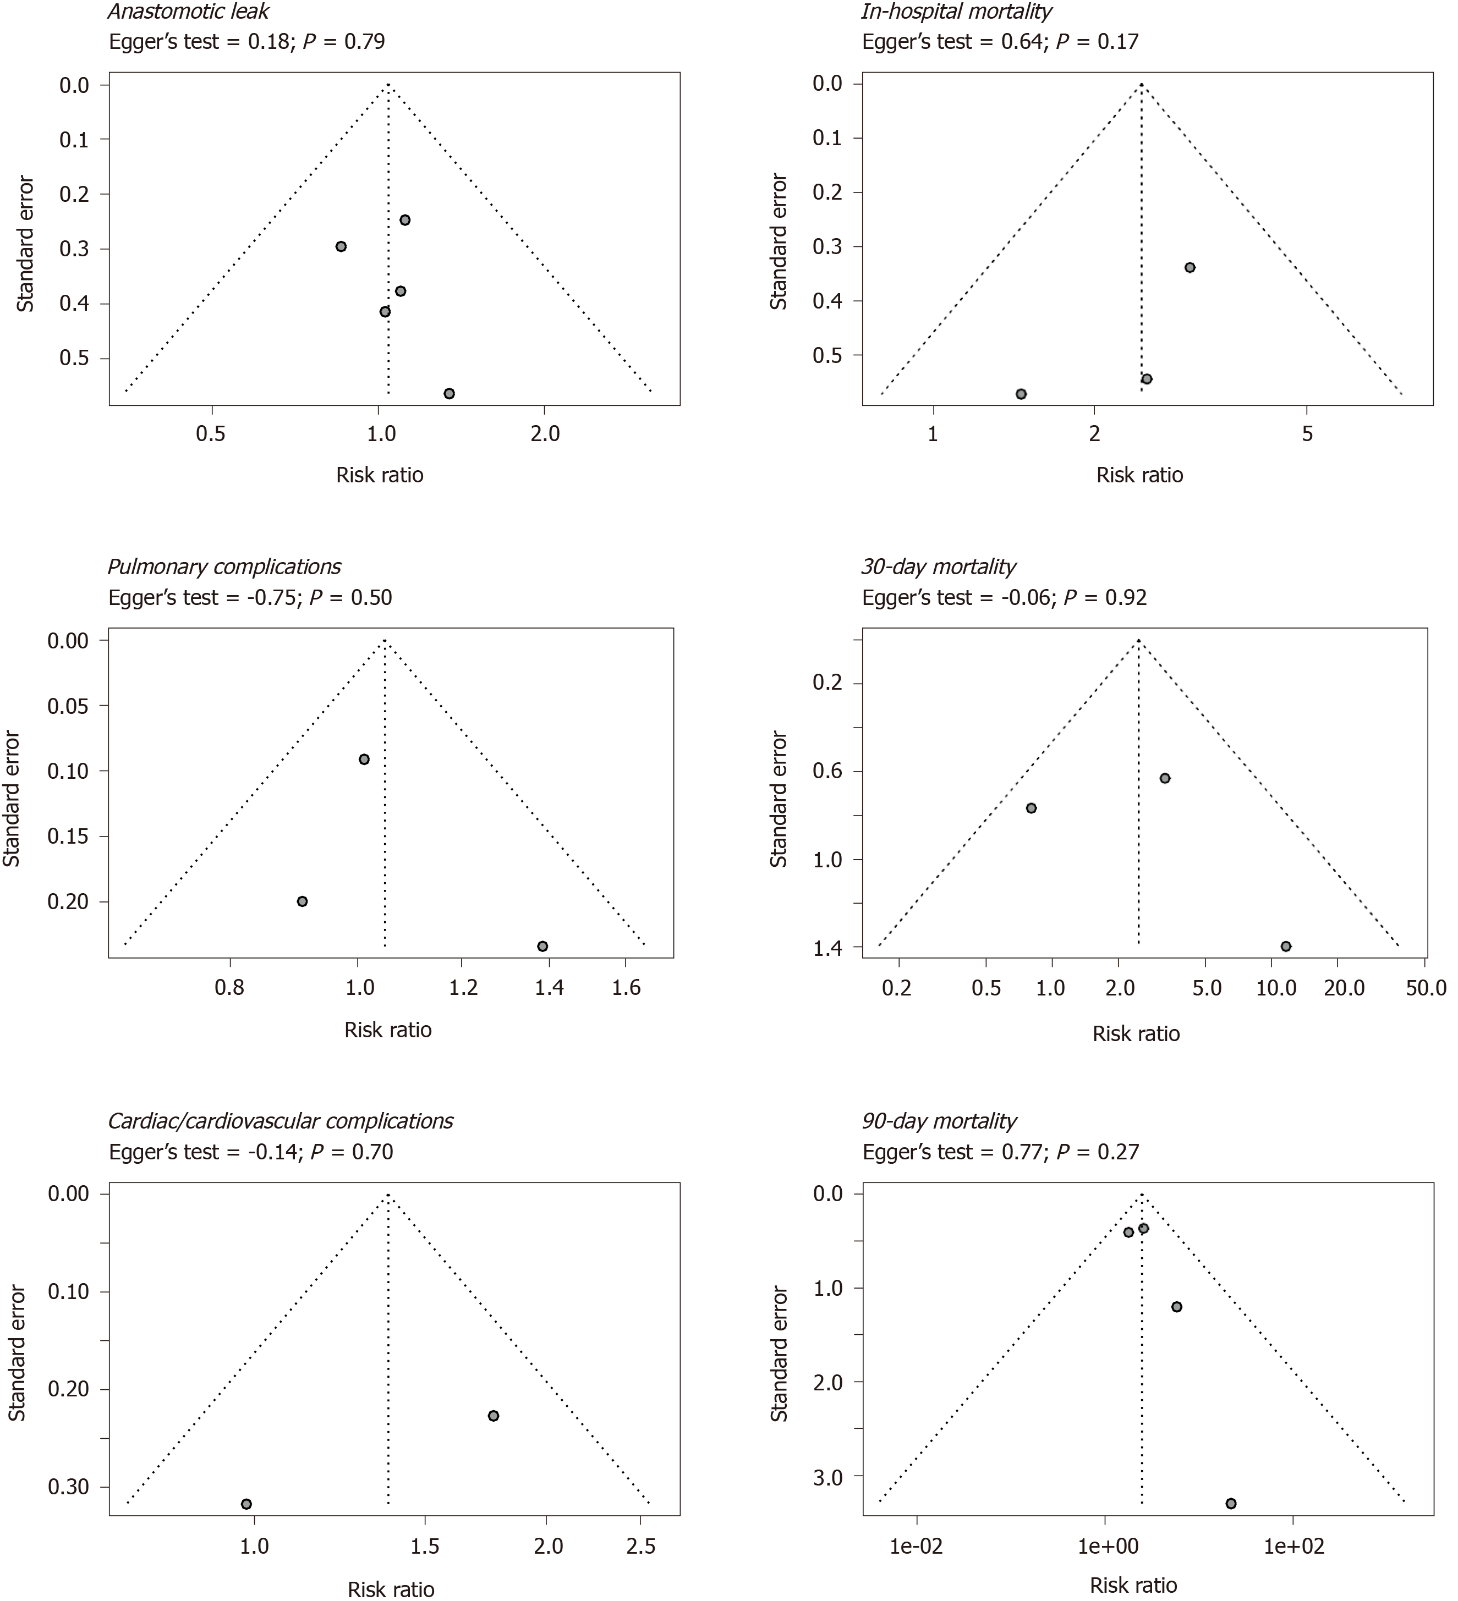 Anastomotic leak
Egger's test = 0.18; P = 0.79
0.0
0.1
0.2
0.3
0.4
0.5
Standard error
0.5 1.0 2.0
Risk ratio
In-hospital mortality
Egger's test = 0.64; P = 0.17
0.0
0.1
0.2
0.3
0.4
0.5
Standard error
1 2 5
Risk ratio
Pulmonary complications
Egger's test = -0.75; P = 0.50
0.00
0.05
0.10
0.15
0.20
Standard error
0.8 1.0 1.2 1.4 1.6
Risk ratio
30-day mortality
Egger's test = -0.06; P = 0.92
0.2
0.6
1.0
1.4
Standard error
0.2 0.5 1.0 2.0 5.0 10.0 20.0 50.0
Risk ratio
Cardiac/cardiovascular complications
Egger's test = -0.14; P = 0.70
0.00
0.10
0.20
0.30
Standard error
1.0 1.5 2.0 2.5
Risk ratio
90-day mortality
Egger's test = 0.77; P = 0.27
0.0
1.0
2.0
3.0
Standard error
1e-02 1e+00 1e+02
Risk ratio